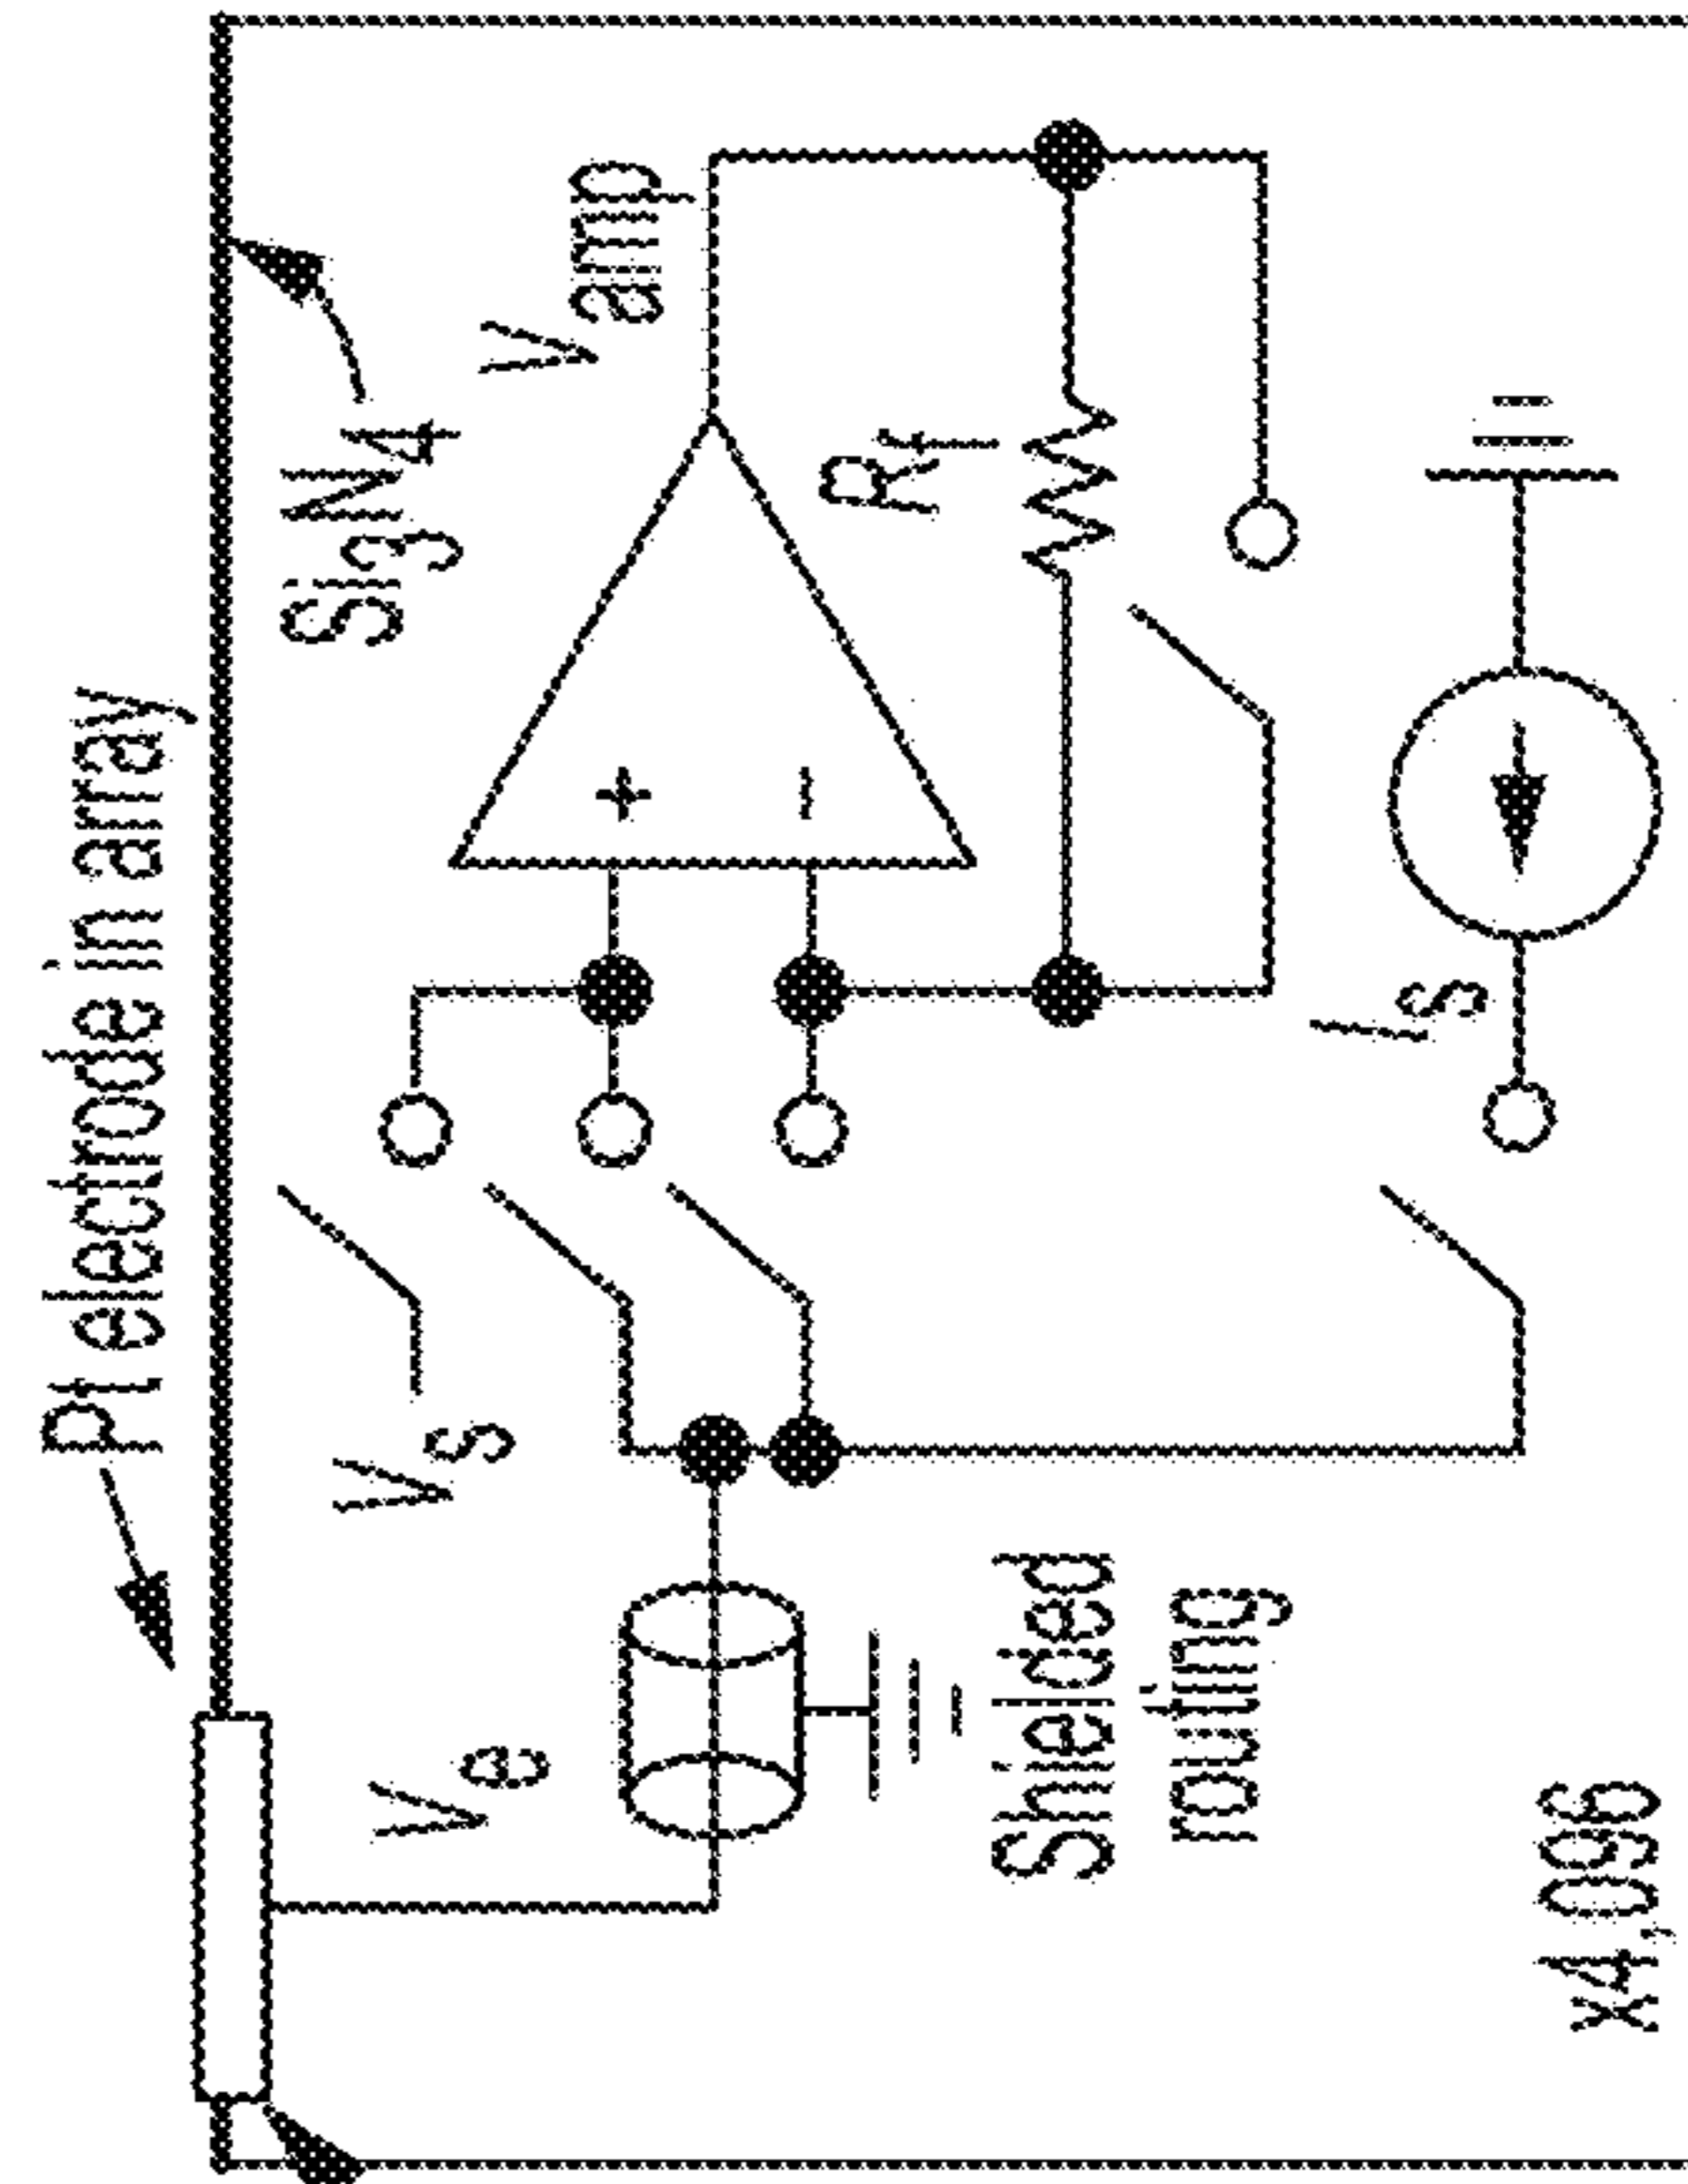 Pt electrode in array
Si3N4
Vamp
Rf
Vs
Ve
+
−
Is
Shielded
routing
x4,096